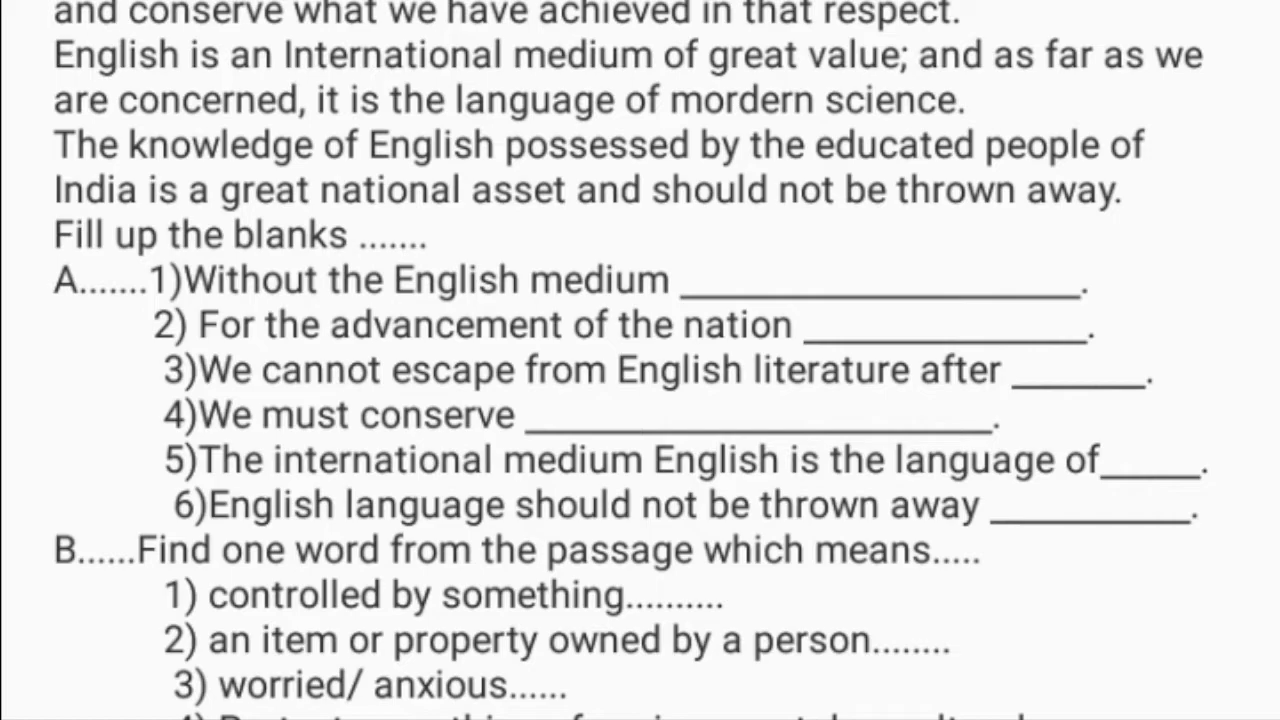 and conserve what we have achieved in that respect.
English is an International medium of great value; and as far as we
are concerned, it is the language of mordern science.
The knowledge of English possessed by the educated people of
India is a great national asset and should not be thrown away.
Fill up the blanks .......
A.......1)Without the English medium ____________________.
2) For the advancement of the nation ______________.
3)We cannot escape from English literature after _______.
4)We must conserve ________________________.
5)The international medium English is the language of_____.
6)English language should not be thrown away __________.
B......Find one word from the passage which means.....
1) controlled by something..........
2) an item or property owned by a person........
3) worried/ anxious......